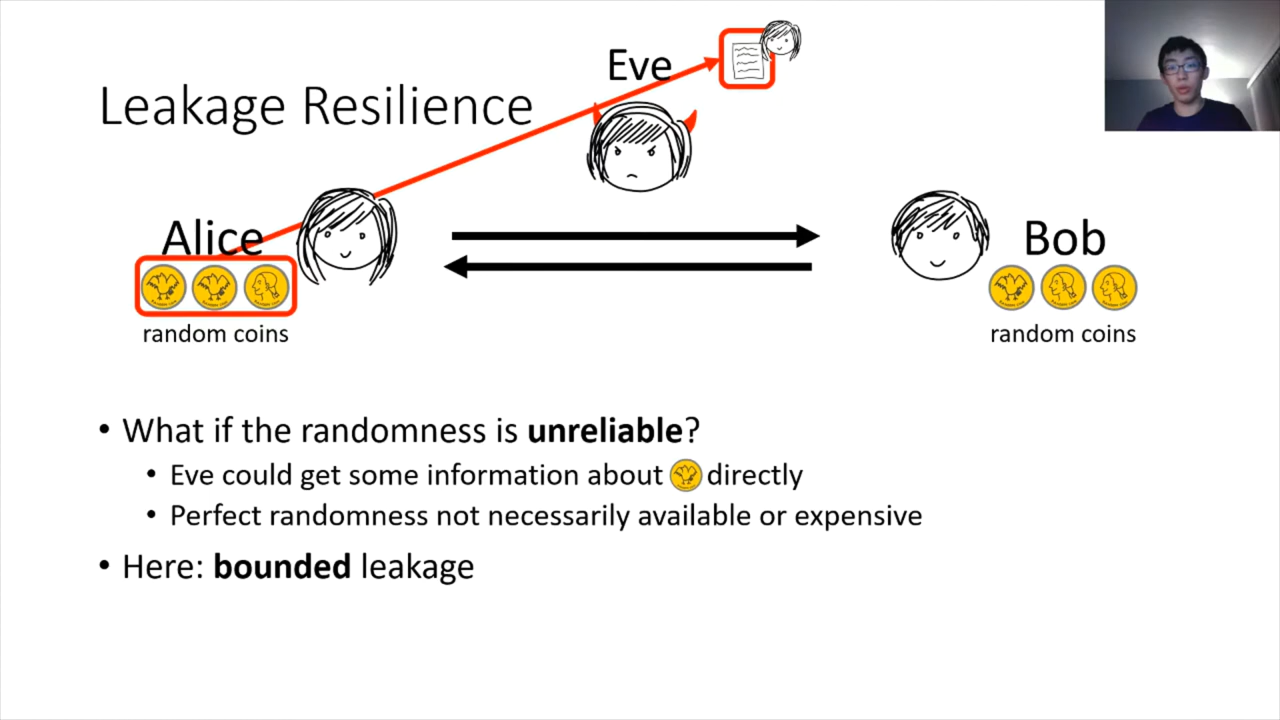 Eve
Leakage Resilience
Alice
Bob
random coins
random coins
• What if the randomness is unreliable?
• Eve could get some information about directly
• Perfect randomness not necessarily available or expensive
• Here: bounded leakage